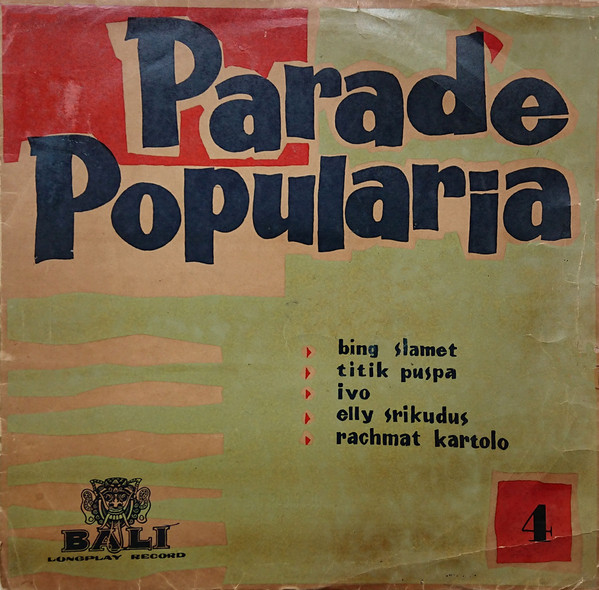 Parade
Popularia
bing slamet
titik puspa
ivo
elly srikudus
rachmat kartolo
BALI
LONGPLAY RECORD
4